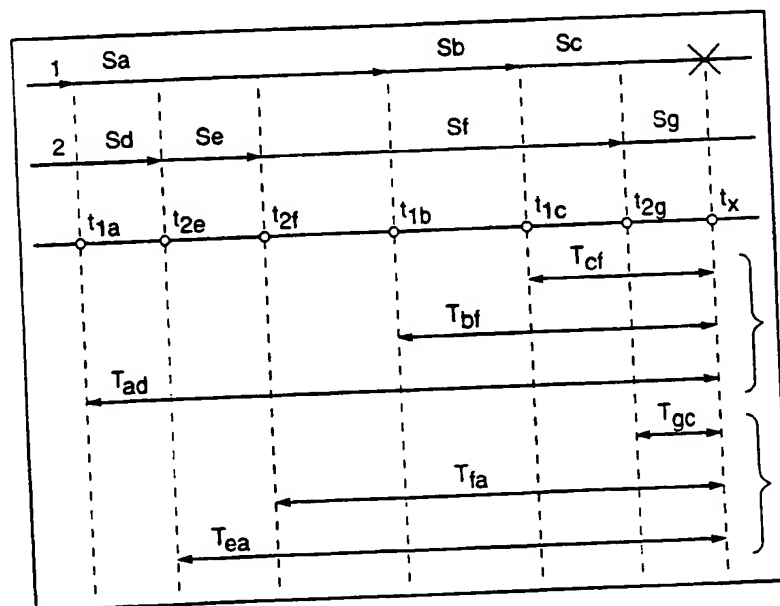 1 Sa Sb Sc
2 Sd Se Sf Sg
t1a t2e t2f t1b t1c t2g tx
Tcf
Tbf
Tad
Tgc
Tfa
Tea